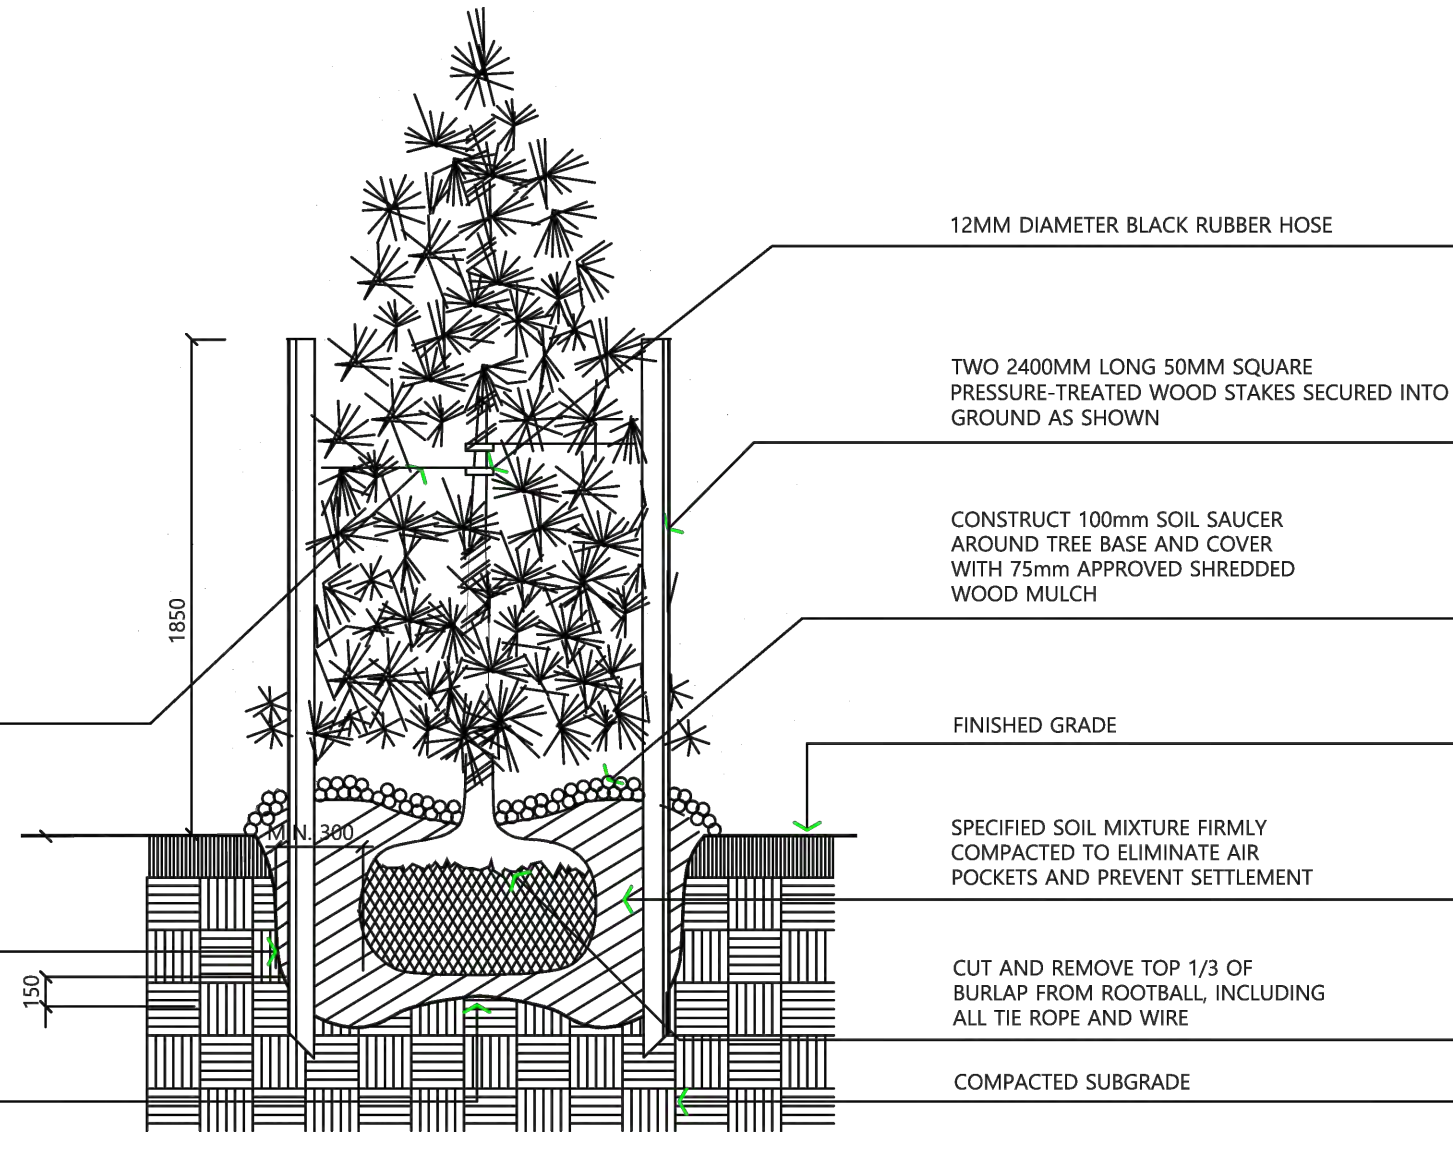 12MM DIAMETER BLACK RUBBER HOSE
TWO 2400MM LONG 50MM SQUARE
PRESSURE-TREATED WOOD STAKES SECURED INTO
GROUND AS SHOWN
CONSTRUCT 100mm SOIL SAUCER
AROUND TREE BASE AND COVER
WITH 75mm APPROVED SHREDDED
WOOD MULCH
1850
FINISHED GRADE
MIN. 300
SPECIFIED SOIL MIXTURE FIRMLY
COMPACTED TO ELIMINATE AIR
POCKETS AND PREVENT SETTLEMENT
150
CUT AND REMOVE TOP 1/3 OF
BURLAP FROM ROOTBALL, INCLUDING
ALL TIE ROPE AND WIRE
COMPACTED SUBGRADE